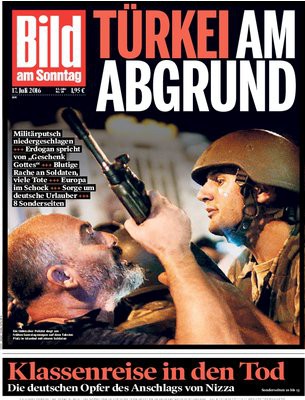 Bild
am Sonntag
17. Juli 2016
1,95 €
TÜRKEI AM
ABGRUND
Militärputsch
niedergeschlagen
+++ Erdogan spricht
von „Geschenk
Gottes“ +++ Blutige
Rache an Soldaten,
viele Tote +++ Europa
im Schock +++ Sorge um
deutsche Urlauber +++
8 Sonderseiten
Klassenreise in den Tod
Die deutschen Opfer des Anschlags von Nizza